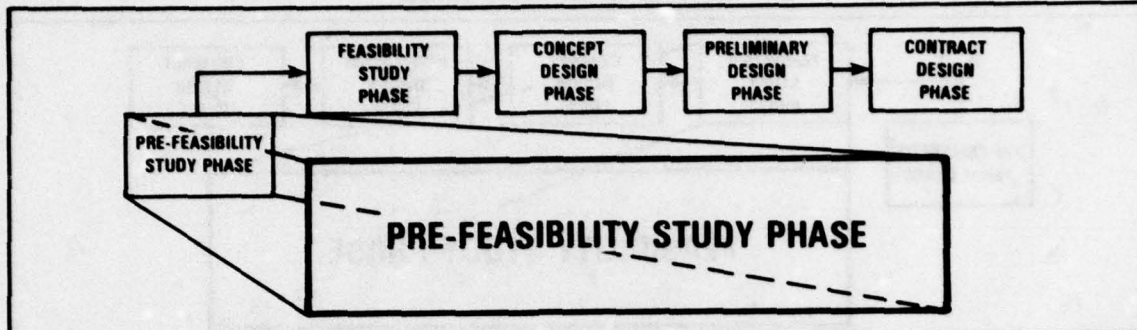 FEASIBILITY
STUDY
PHASE
CONCEPT
DESIGN
PHASE
PRELIMINARY
DESIGN
PHASE
CONTRACT
DESIGN
PHASE
PRE-FEASIBILITY
STUDY PHASE
PRE-FEASIBILITY STUDY PHASE